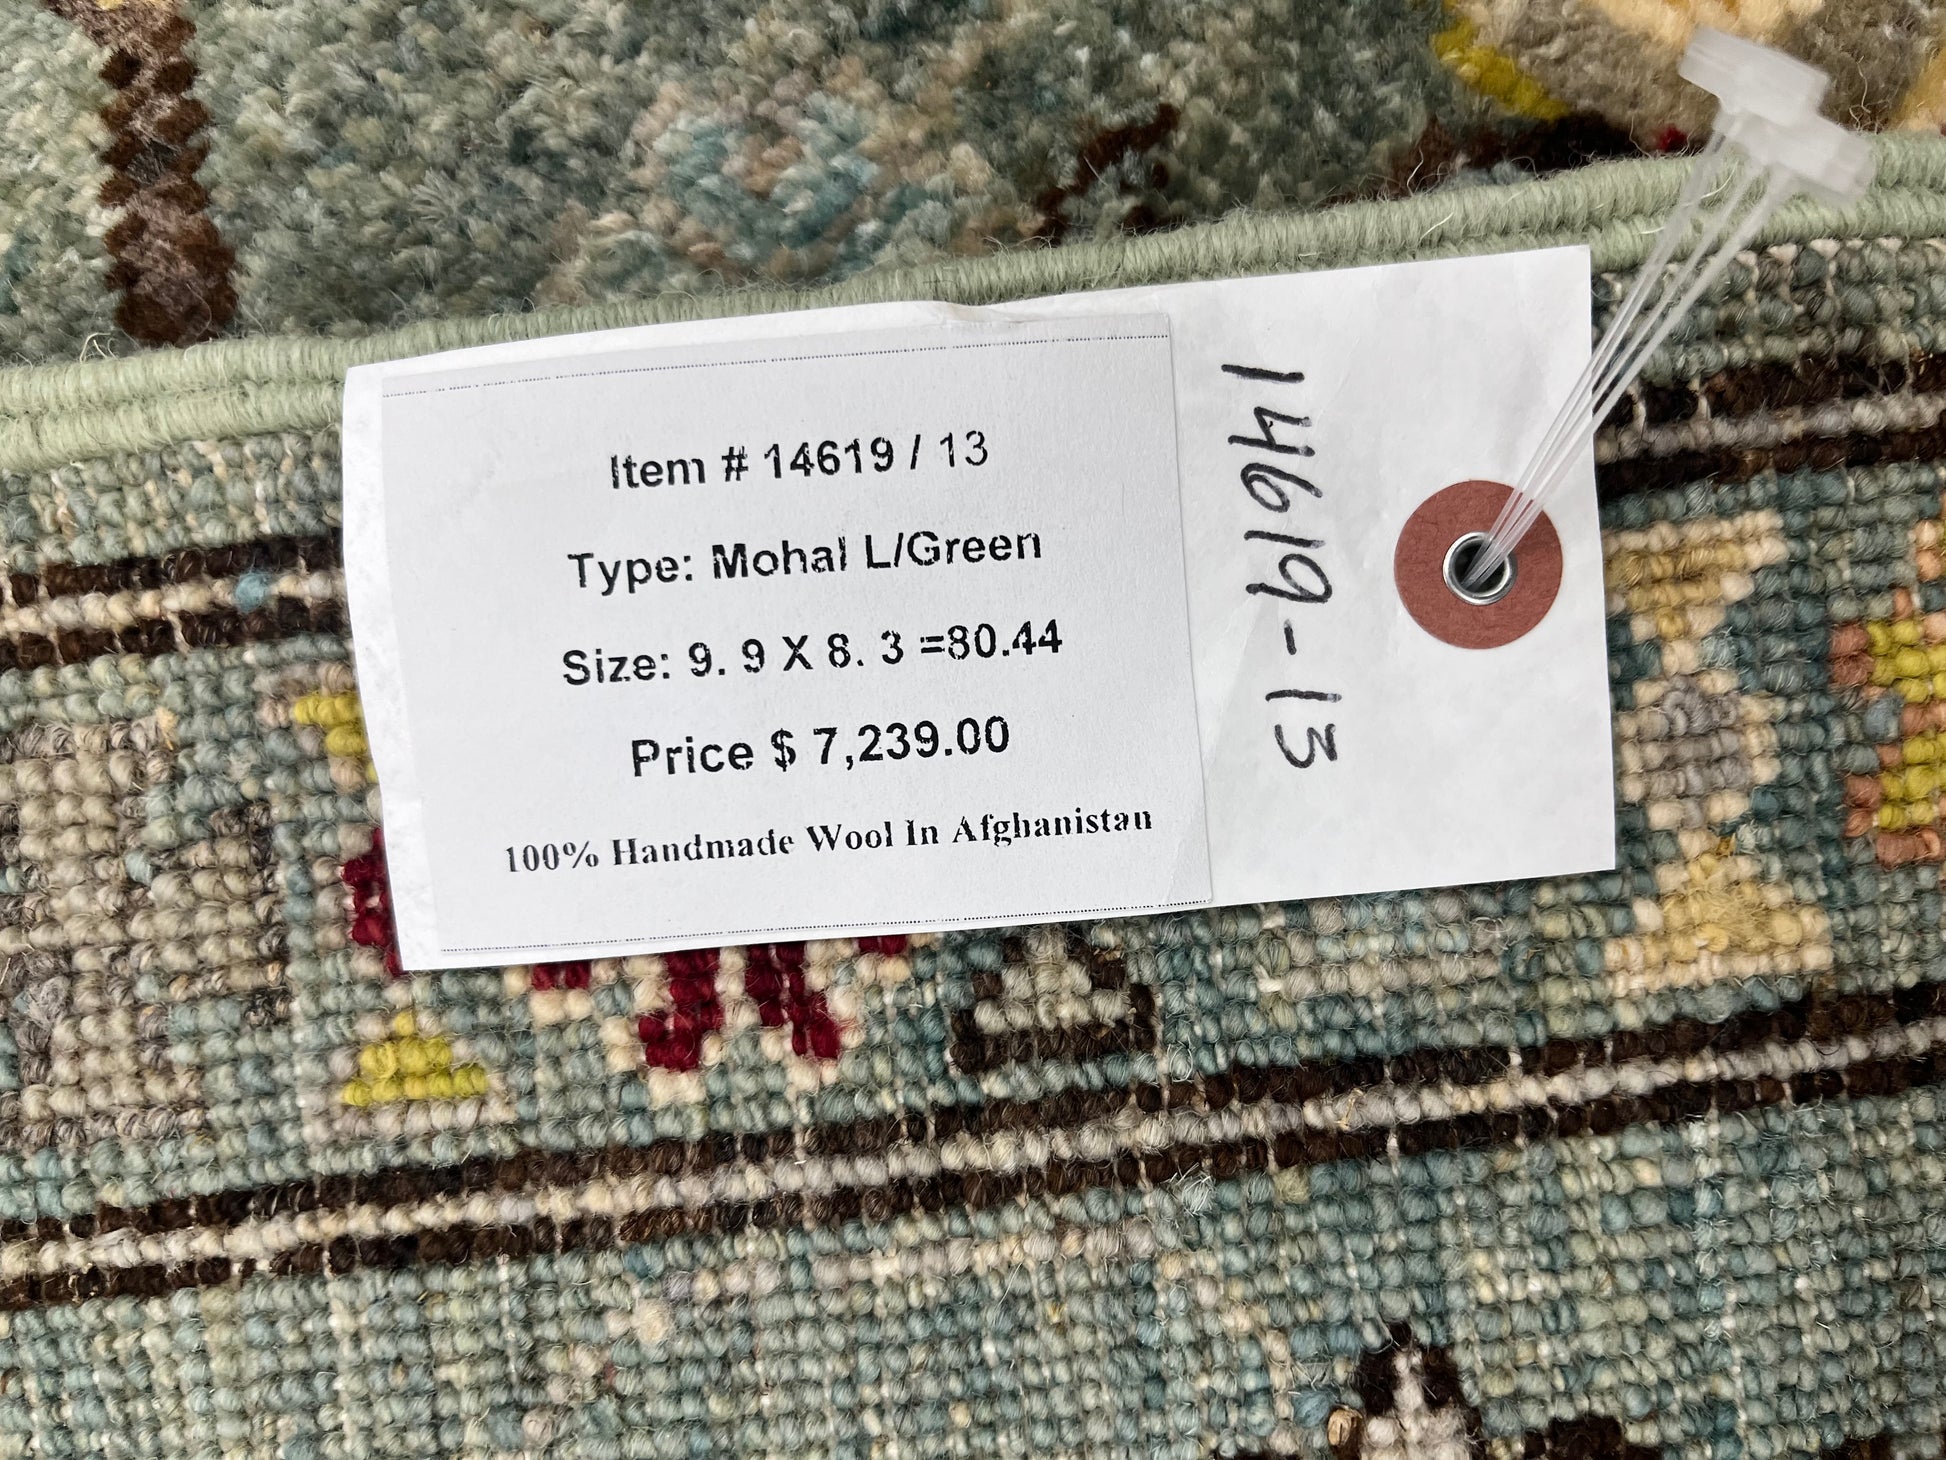 Item # 14619 / 13
Type: Mohal L/Green
Size: 9. 9 X 8. 3 =80.44
Price $ 7,239.00
100% Handmade Wool In Afghanistan
14619-13